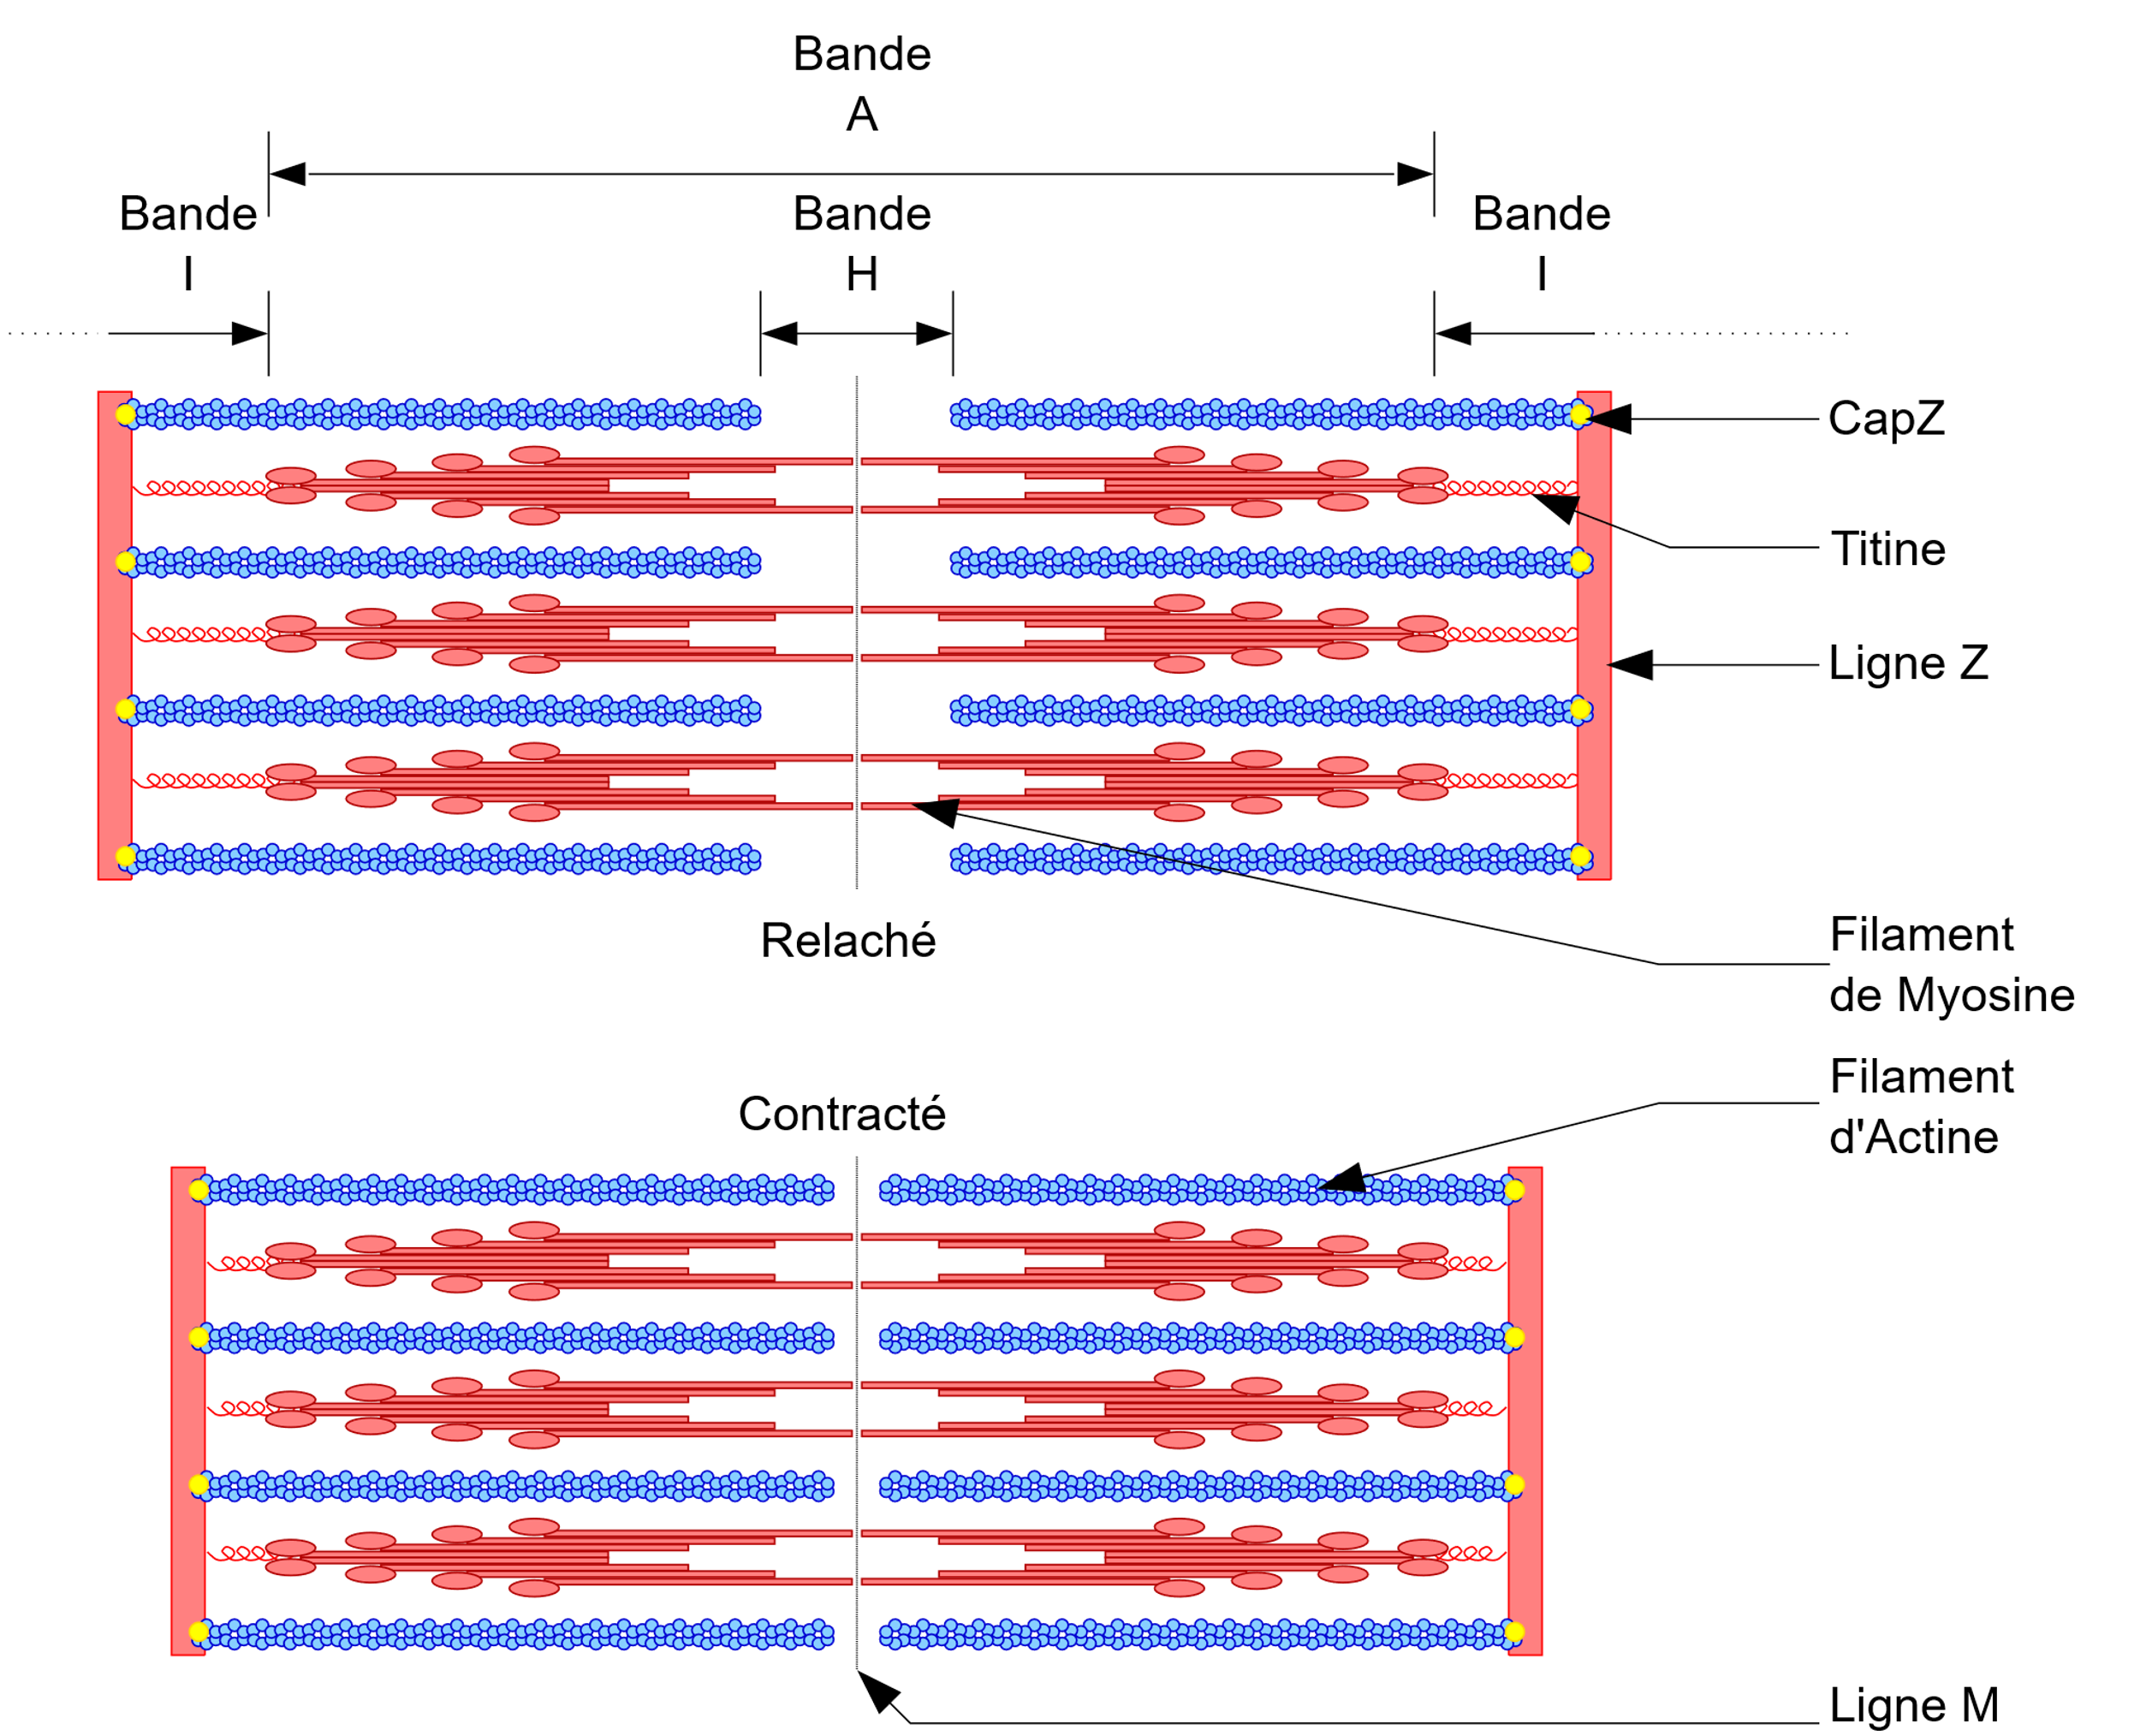 Bande
A
Bande
I
Bande
H
Bande
I
CapZ
Titine
Ligne Z
Relaché
Filament
de Myosine
Filament
d'Actine
Contracté
Ligne M